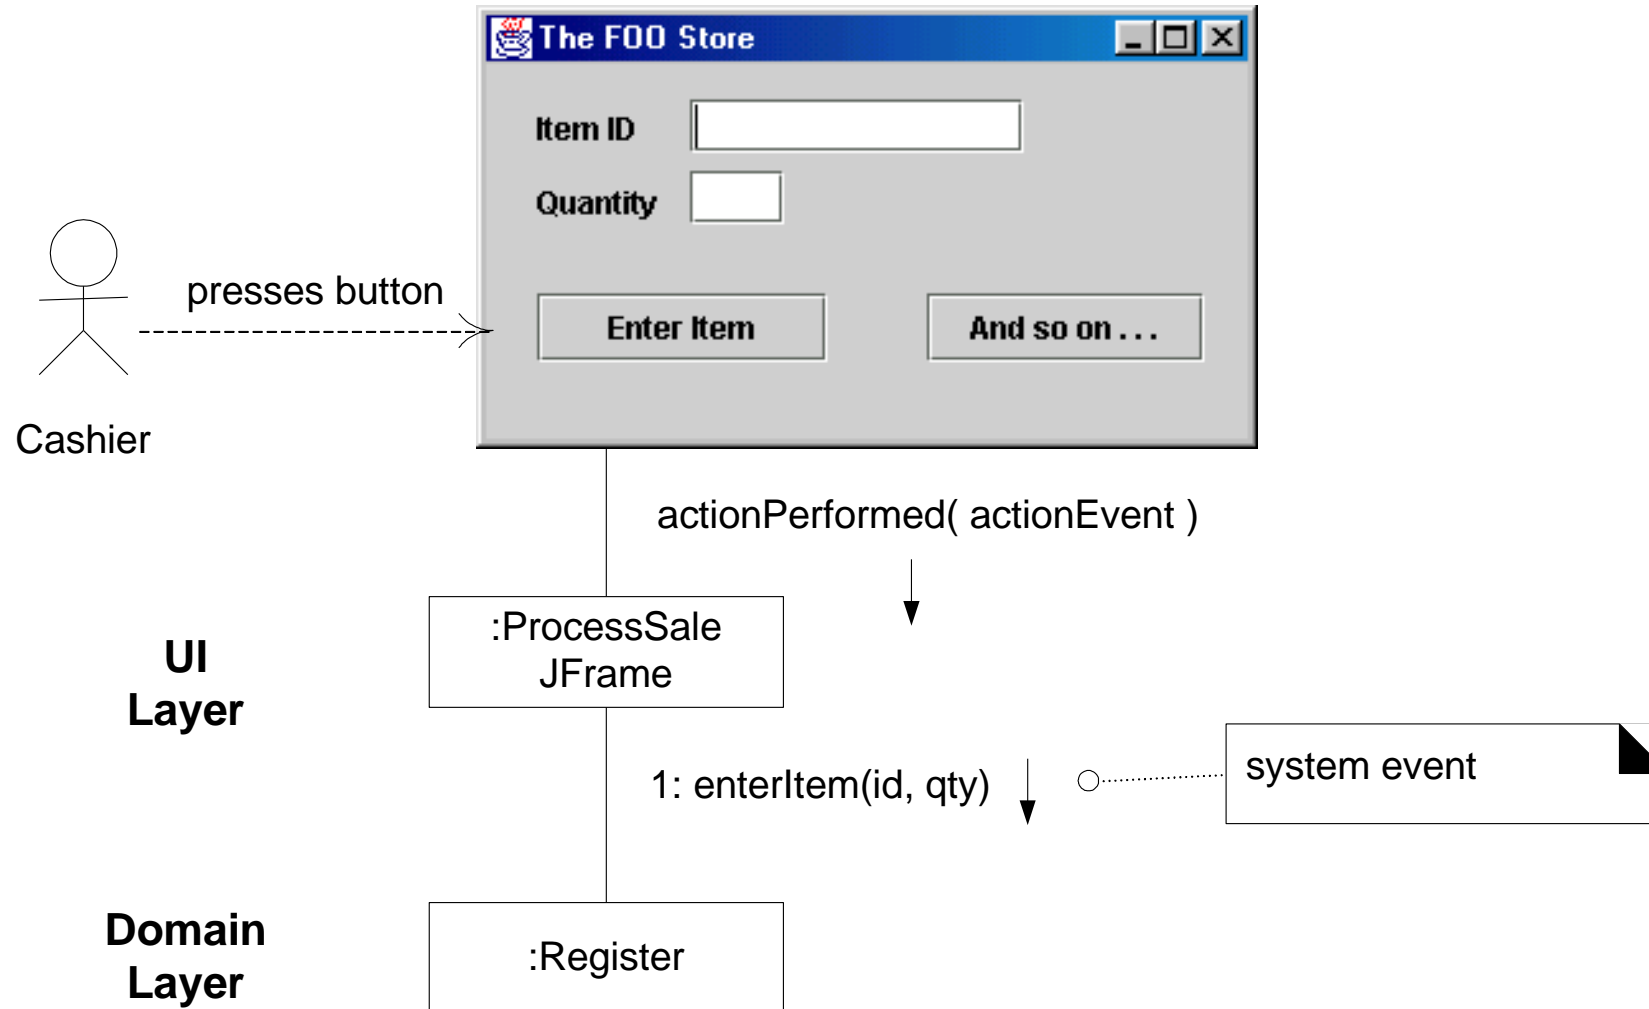 The FOO Store
Item ID
Quantity
presses button
Enter Item
And so on . . .
Cashier
actionPerformed( actionEvent )
:ProcessSale
JFrame
UI
Layer
1: enterItem(id, qty)
system event
Domain
Layer
:Register